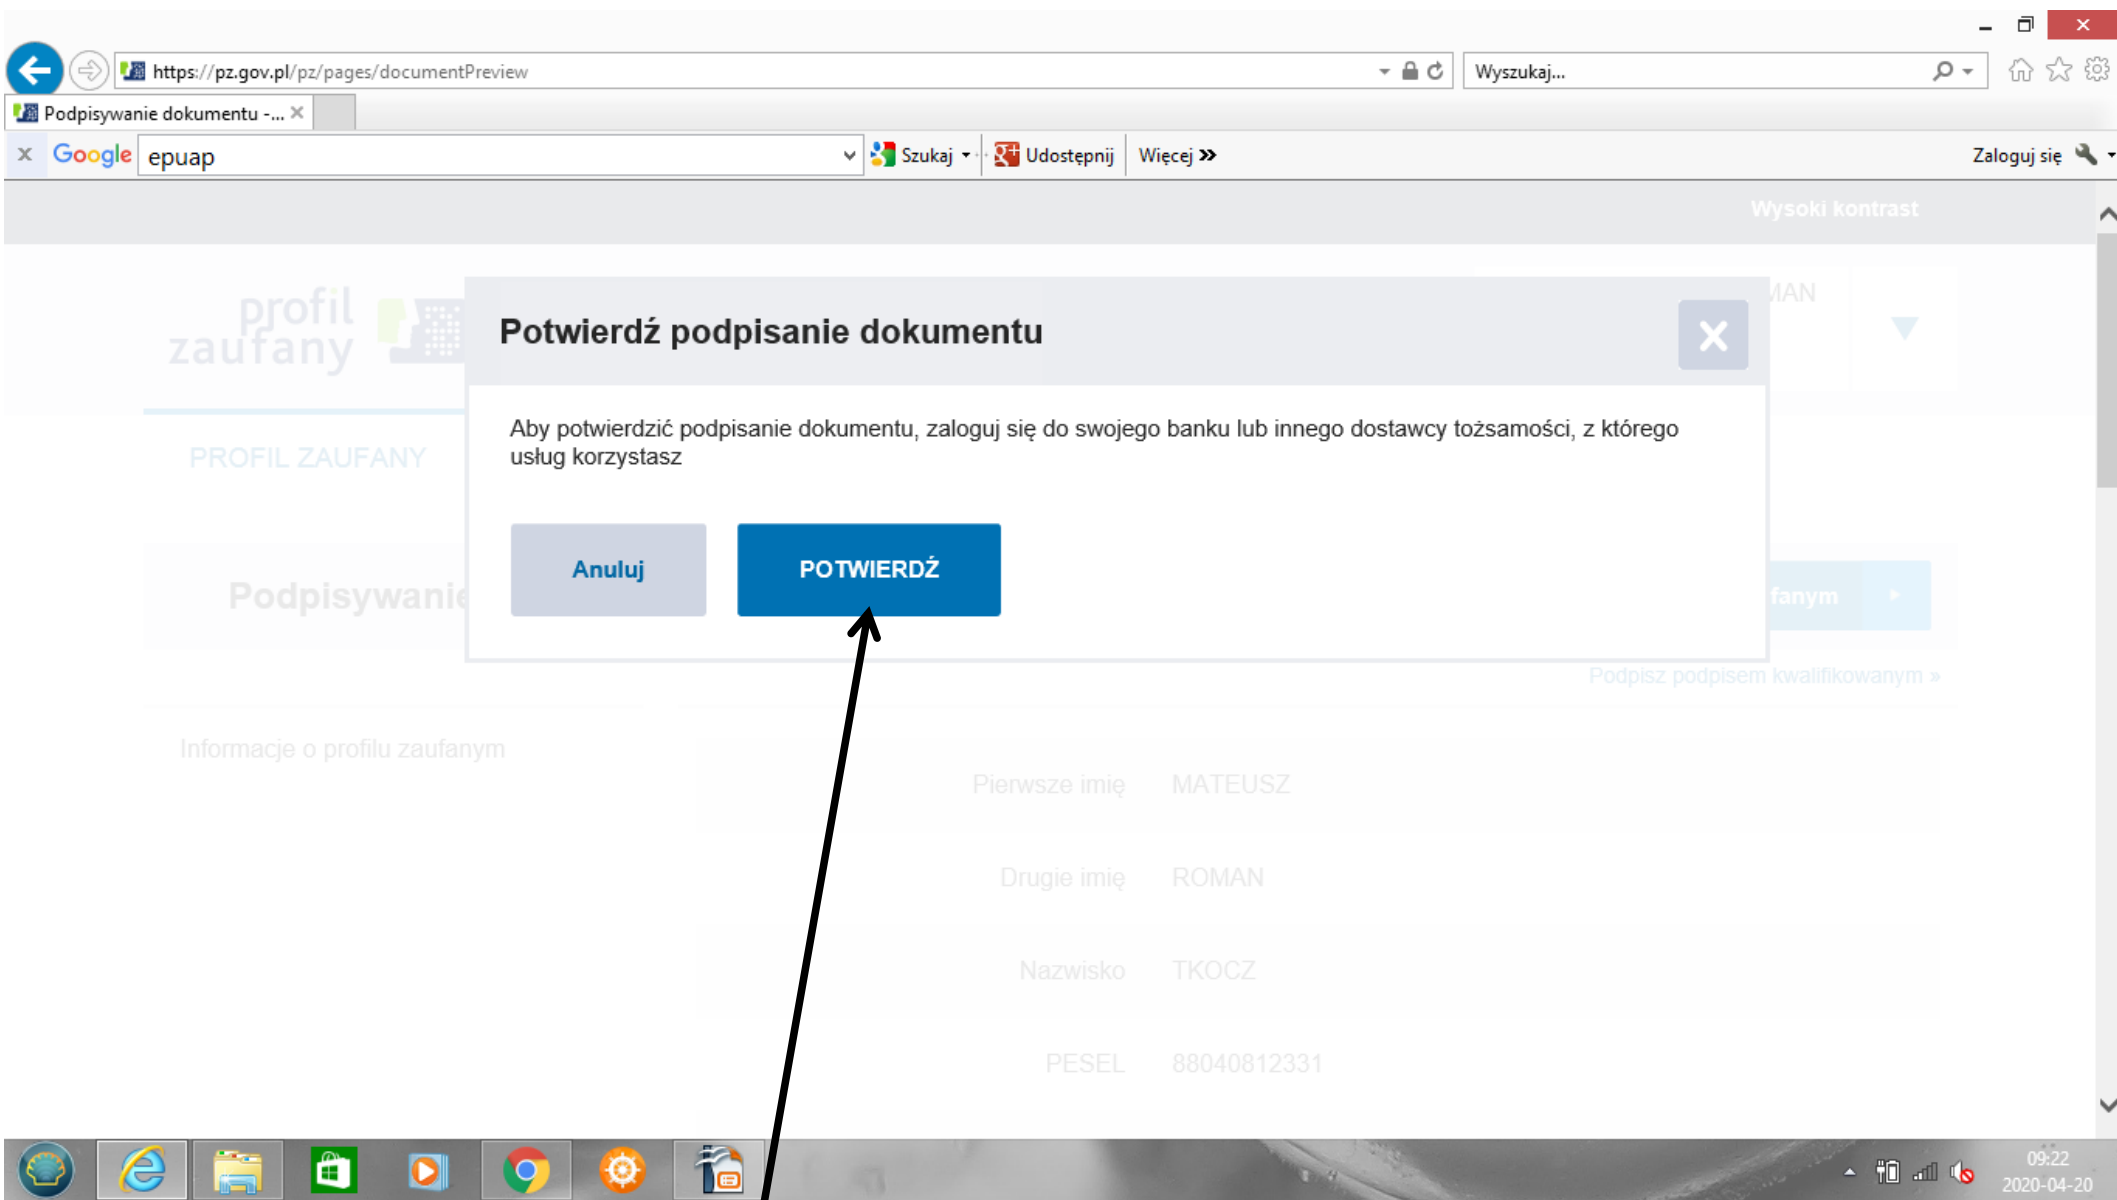 https://pz.gov.pl/pz/pages/documentPreview
Wyszukaj...
Podpisywanie dokumentu -...
Google
epuap
Szukaj
Udostępnij
Więcej
Zaloguj się
Wysoki kontrast
profil
zaufany
MAN
Potwierdź podpisanie dokumentu
Aby potwierdzić podpisanie dokumentu, zaloguj się do swojego banku lub innego dostawcy tożsamości, z którego
usług korzystasz
PROFIL ZAUFANY
Anuluj
POTWIERDŹ
Podpisywanie
fanym
Podpisz podpisem kwalifikowanym »
Informacje o profilu zaufanym
Pierwsze imię MATEUSZ
Drugie imię ROMAN
Nazwisko TKOCZ
PESEL 88040812331
09:22
2020-04-20